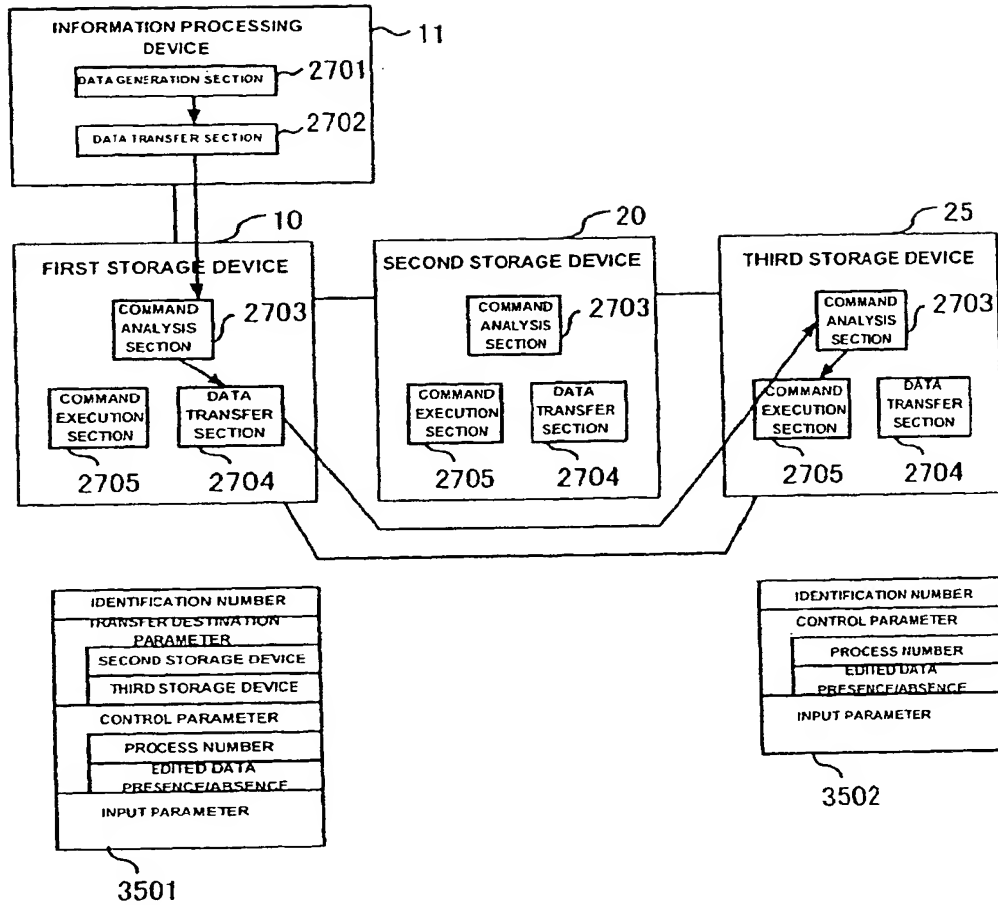 INFORMATION PROCESSING
DEVICE
11
DATA GENERATION SECTION
2701
DATA TRANSFER SECTION
2702
10
FIRST STORAGE DEVICE
COMMAND
ANALYSIS
SECTION
2703
COMMAND
EXECUTION
SECTION
2705
DATA
TRANSFER
SECTION
2704
20
SECOND STORAGE DEVICE
COMMAND
ANALYSIS
SECTION
2703
COMMAND
EXECUTION
SECTION
2705
DATA
TRANSFER
SECTION
2704
25
THIRD STORAGE DEVICE
COMMAND
ANALYSIS
SECTION
2703
COMMAND
EXECUTION
SECTION
2705
DATA
TRANSFER
SECTION
2704
IDENTIFICATION NUMBER
TRANSFER DESTINATION
PARAMETER
SECOND STORAGE DEVICE
THIRD STORAGE DEVICE
CONTROL PARAMETER
PROCESS NUMBER
EDITED DATA
PRESENCE/ABSENCE
INPUT PARAMETER
3501
IDENTIFICATION NUMBER
CONTROL PARAMETER
PROCESS NUMBER
EDITED DATA
PRESENCE/ABSENCE
INPUT PARAMETER
3502